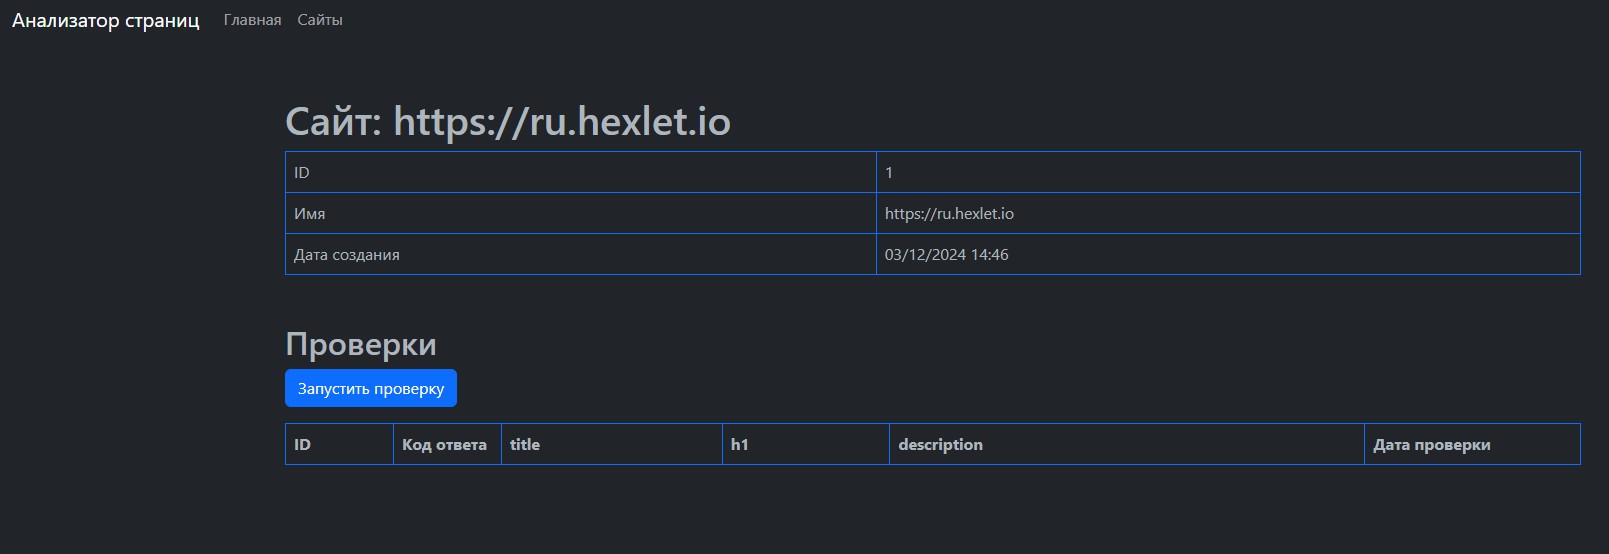 Анализатор страниц Главная Сайты
Сайт: https://ru.hexlet.io
ID 1
Имя https://ru.hexlet.io
Дата создания 03/12/2024 14:46
Проверки
Запустить проверку
ID Код ответа title h1 description Дата проверки